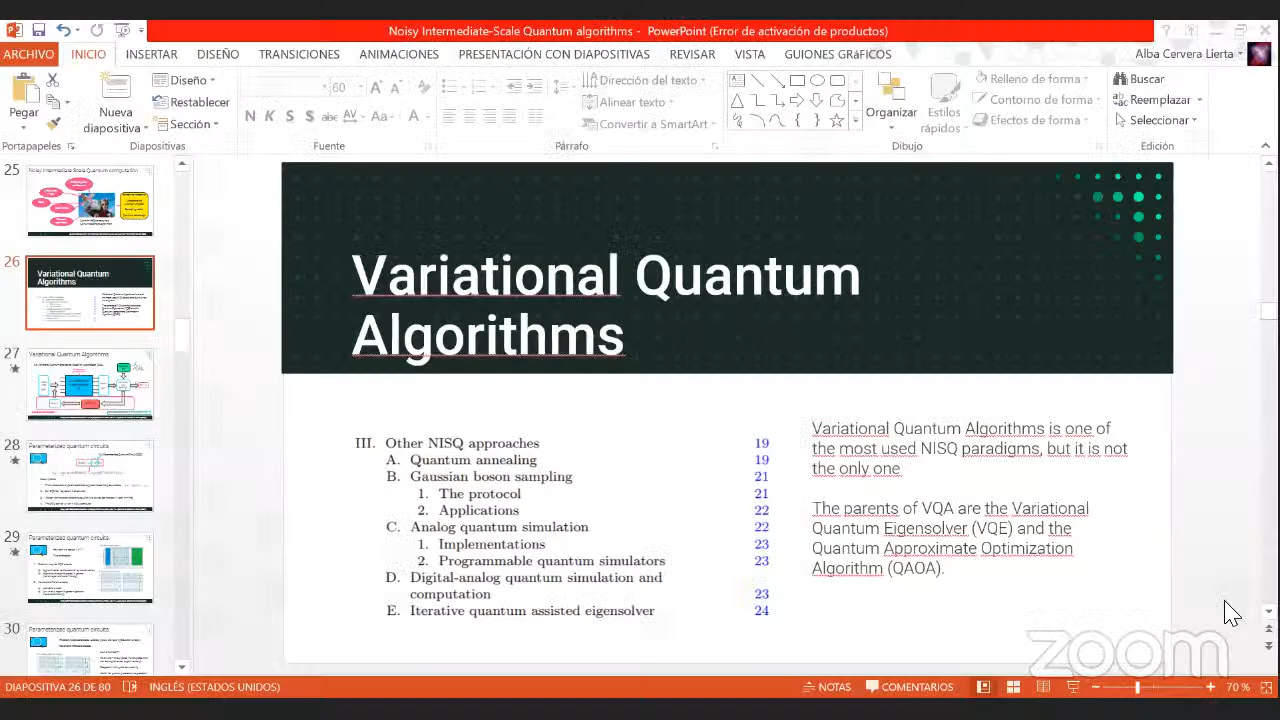 Noisy Intermediate-Scale Quantum algorithms - PowerPoint (Error de activación de productos)
ARCHIVO INICIO INSERTAR DISEÑO TRANSICIONES ANIMACIONES PRESENTACIÓN CON DIAPOSITIVAS REVISAR VISTA GUIONES GRÁFICOS Alba Cervera Lierta
Pegar
Nueva diapositiva
Diseño
Restablecer
Sección
60
N K S S abc AV Aa A
Dirección del texto
Alinear texto
Convertir a SmartArt
Organizar
Estilos rápidos
Relleno de forma
Contorno de forma
Efectos de forma
Buscar
Reemplazar
Seleccionar
Portapapeles Diapositivas Fuente Párrafo Dibujo Edición
25
Noisy Intermediate-Scale Quantum computation
26
Variational Quantum
Algorithms
27
Variational Quantum Algorithms
28
Parameterized quantum circuits
29
Parameterized quantum circuits
30
Parameterized quantum circuits
Variational Quantum
Algorithms
III. Other NISQ approaches 19
A. Quantum annealing 19
B. Gaussian boson sampling 21
1. The protocol 21
2. Applications 22
C. Analog quantum simulation 22
1. Implementations 23
2. Programmable quantum simulators 23
D. Digital-analog quantum simulation and
computation 23
E. Iterative quantum assisted eigensolver 24
Variational Quantum Algorithms is one of
the most used NISQ paradigms, but it is not
the only one
The parents of VQA are the Variational
Quantum Eigensolver (VQE) and the
Quantum Approximate Optimization
Algorithm (QAOA)
zoom
DIAPOSITIVA 26 DE 80 INGLÉS (ESTADOS UNIDOS) NOTAS COMENTARIOS 70 %